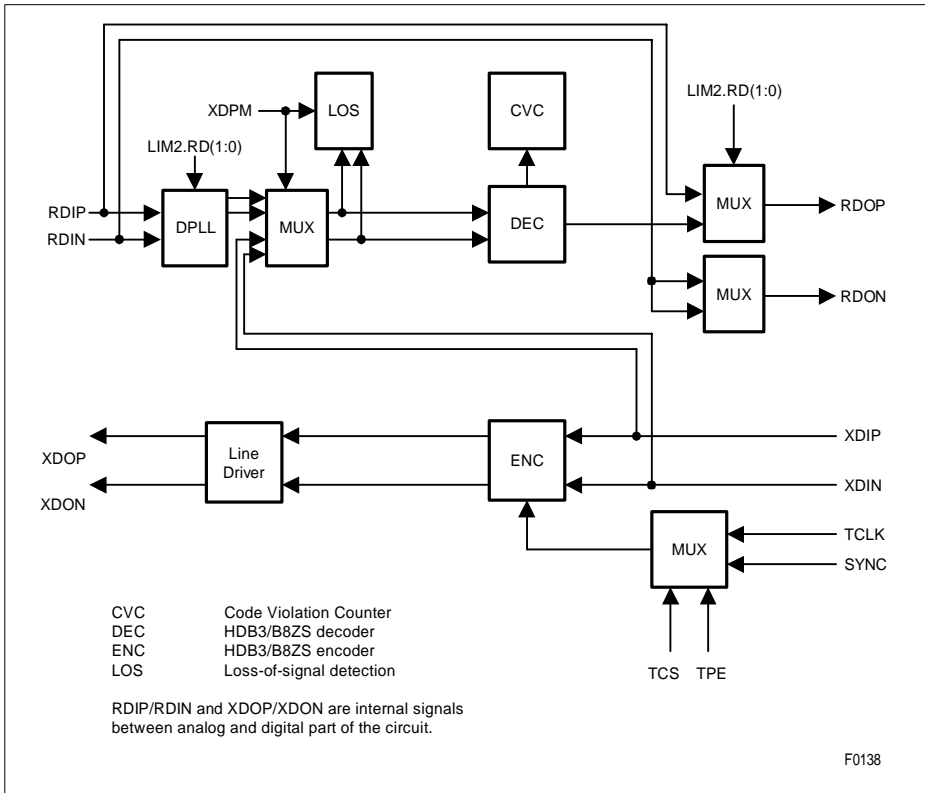 LIM2.RD(1:0)
XDPM
LOS
CVC
LIM2.RD(1:0)
RDIP
RDIN
DPLL
MUX
DEC
MUX
RDOP
MUX
RDON
XDOP
XDON
Line
Driver
ENC
XDIP
XDIN
MUX
TCLK
SYNC
TCS TPE
CVC Code Violation Counter
DEC HDB3/B8ZS decoder
ENC HDB3/B8ZS encoder
LOS Loss-of-signal detection
RDIP/RDIN and XDOP/XDON are internal signals
between analog and digital part of the circuit.
F0138